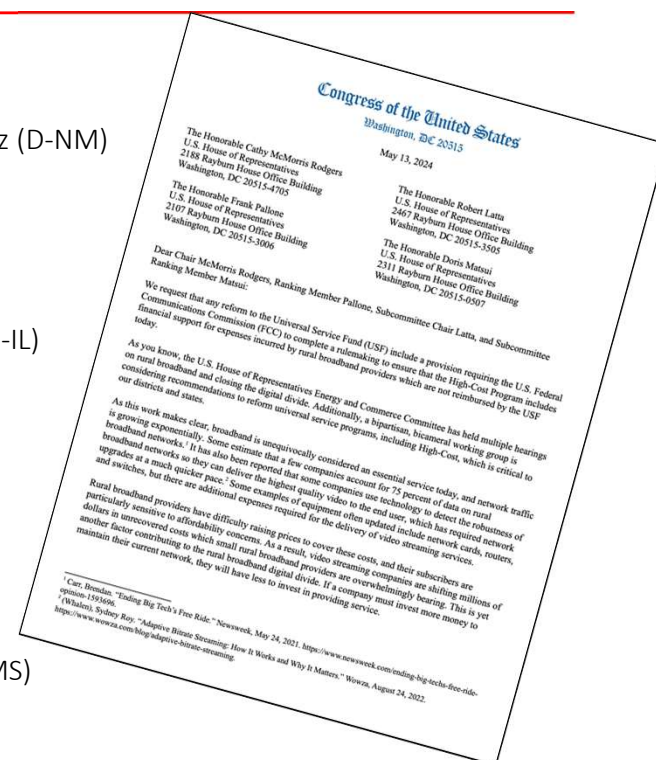 z (D-NM)
-IL)
MS)
Congress of the United States
Washington, DC 20515
May 13, 2024
The Honorable Cathy McMorris Rodgers
U.S. House of Representatives
2188 Rayburn House Office Building
Washington, DC 20515-4705
The Honorable Robert Latta
U.S. House of Representatives
2467 Rayburn House Office Building
Washington, DC 20515-3505
The Honorable Frank Pallone
U.S. House of Representatives
2107 Rayburn House Office Building
Washington, DC 20515-3006
The Honorable Doris Matsui
U.S. House of Representatives
2311 Rayburn House Office Building
Washington, DC 20515-0507
Dear Chair McMorris Rodgers, Ranking Member Pallone, Subcommittee Chair Latta, and Subcommittee
Ranking Member Matsui:
We request that any reform to the Universal Service Fund (USF) include a provision requiring the U.S. Federal
Communications Commission (FCC) to complete a rulemaking to ensure that the High-Cost Program includes
financial support for expenses incurred by rural broadband providers which are not reimbursed by the USF
today.
As you know, the U.S. House of Representatives Energy and Commerce Committee has held multiple hearings
on rural broadband and closing the digital divide. Additionally, a bipartisan, bicameral working group is
considering recommendations to reform universal service programs, including High-Cost, which is critical to
our districts and states.
As this work makes clear, broadband is unequivocally considered an essential service today, and network traffic
is growing exponentially. Some estimate that a few companies account for 75 percent of data on rural
broadband networks.¹ It has also been reported that some companies use technology to detect the robustness of
broadband networks so they can deliver the highest quality video to the end user, which has required network
upgrades at a much quicker pace.² Some examples of equipment often updated include network cards, routers,
and switches, but there are additional expenses required for the delivery of video streaming services.
Rural broadband providers have difficulty raising prices to cover these costs, and their subscribers are
particularly sensitive to affordability concerns. As a result, video streaming companies are shifting millions of
dollars in unrecovered costs which small rural broadband providers are overwhelmingly bearing. This is yet
another factor contributing to the rural broadband digital divide. If a company must invest more money to
maintain their current network, they will have less to invest in providing service.
¹ Carr, Brendan. "Ending Big Tech's Free Ride." Newsweek, May 24, 2021. https://www.newsweek.com/ending-big-techs-free-ride-
opinion-1593696.
² (Whalen), Sydney Roy. "Adaptive Bitrate Streaming: How It Works and Why It Matters." Wowza, August 24, 2022.
https://www.wowza.com/blog/adaptive-bitrate-streaming.